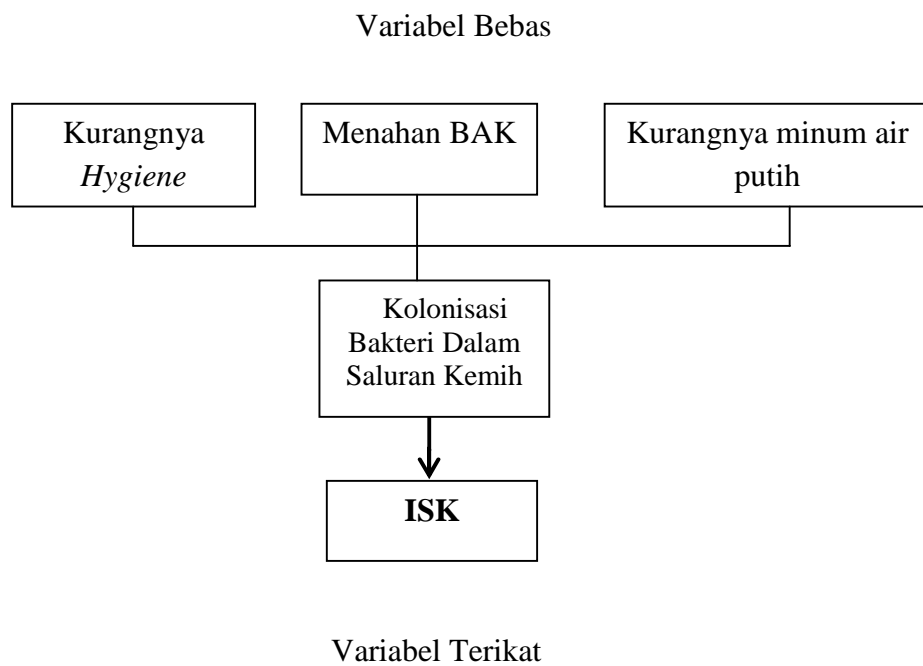 Variabel Bebas
Kurangnya
Hygiene
Menahan BAK
Kurangnya minum air
putih
Kolonisasi
Bakteri Dalam
Saluran Kemih
ISK
Variabel Terikat